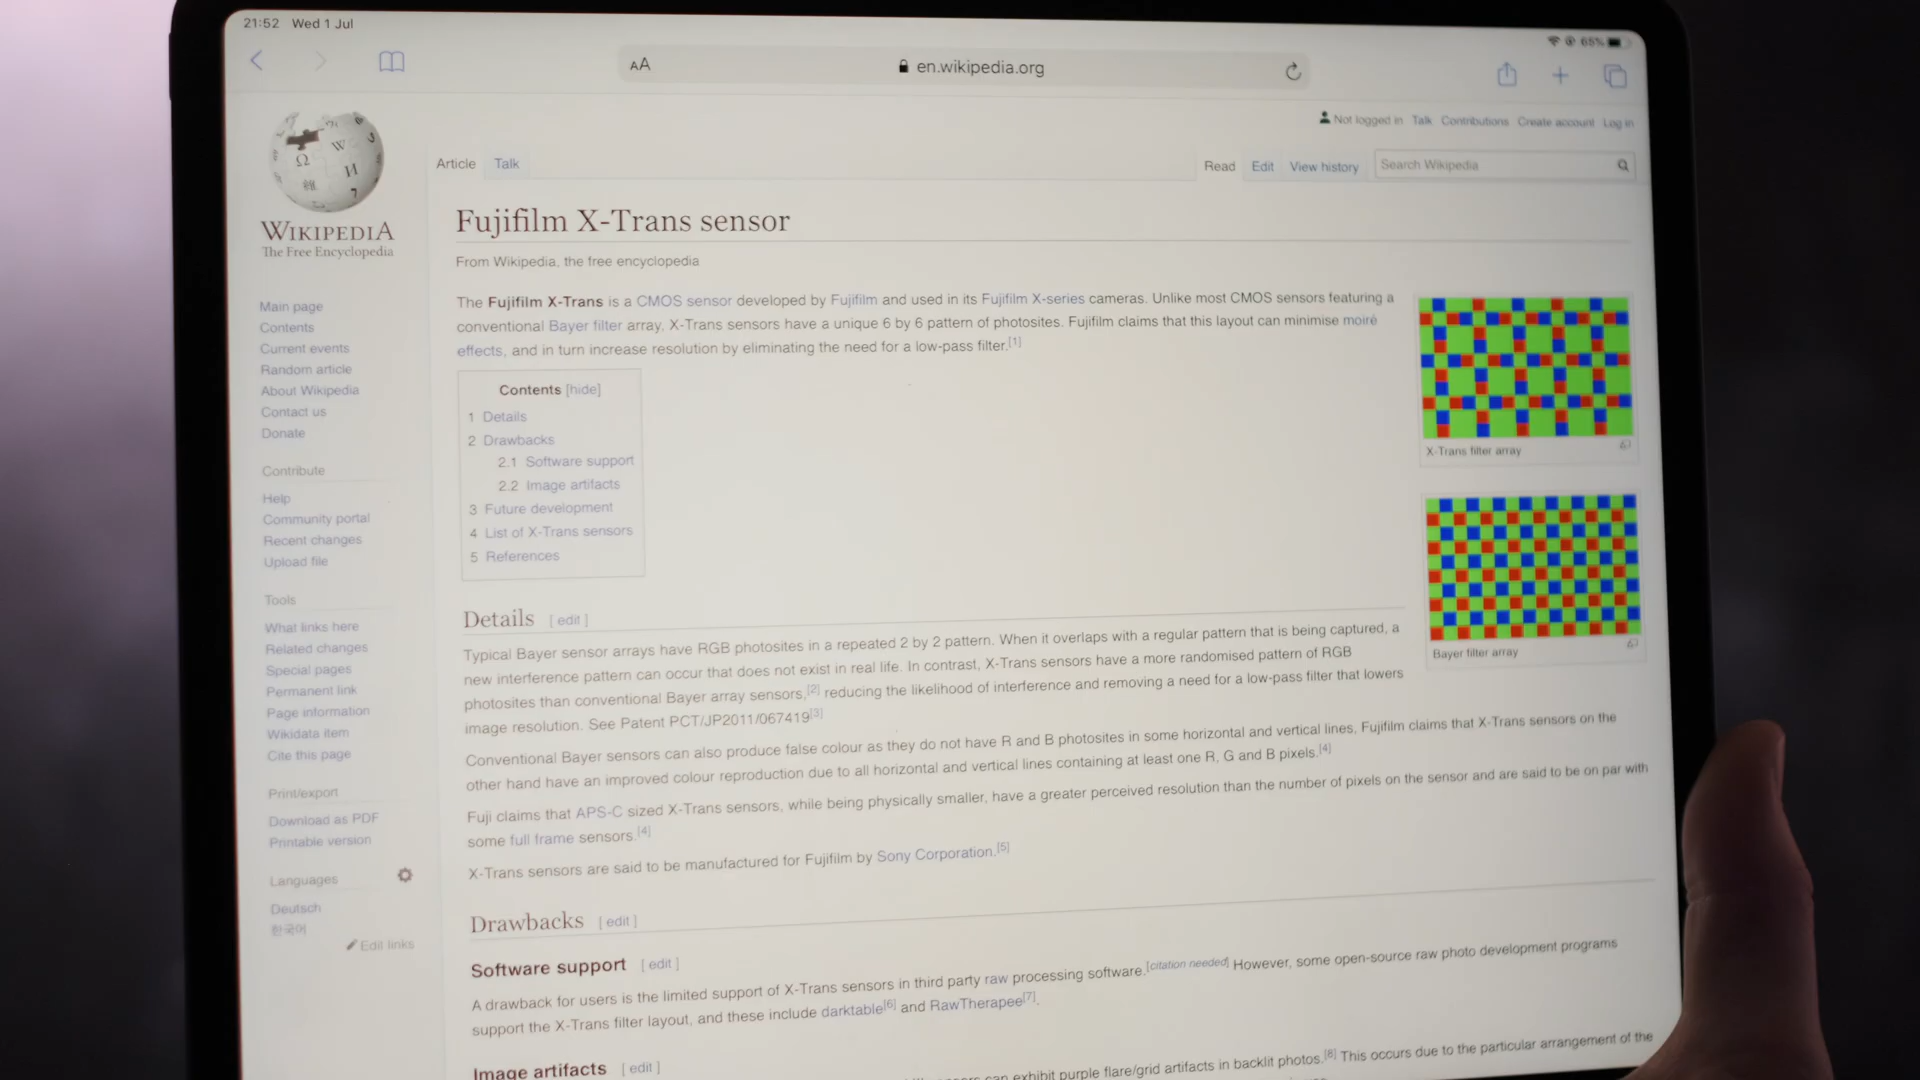 21:52 Wed 1 Jul
65%
AA
en.wikipedia.org
Not logged in Talk Contributions Create account Log in
Article Talk
Read Edit View history Search Wikipedia
WIKIPEDIA
The Free Encyclopedia
Main page
Contents
Current events
Random article
About Wikipedia
Contact us
Donate
Contribute
Help
Community portal
Recent changes
Upload file
Tools
What links here
Related changes
Special pages
Permanent link
Page information
Wikidata item
Cite this page
Print/export
Download as PDF
Printable version
Languages
Deutsch
한국어
Edit links
Fujifilm X-Trans sensor
From Wikipedia, the free encyclopedia
The Fujifilm X-Trans is a CMOS sensor developed by Fujifilm and used in its Fujifilm X-series cameras. Unlike most CMOS sensors featuring a
conventional Bayer filter array, X-Trans sensors have a unique 6 by 6 pattern of photosites. Fujifilm claims that this layout can minimise moiré
effects, and in turn increase resolution by eliminating the need for a low-pass filter.[1]
X-Trans filter array
Bayer filter array
Contents [hide]
1 Details
2 Drawbacks
2.1 Software support
2.2 Image artifacts
3 Future development
4 List of X-Trans sensors
5 References
Details [ edit ]
Typical Bayer sensor arrays have RGB photosites in a repeated 2 by 2 pattern. When it overlaps with a regular pattern that is being captured, a
new interference pattern can occur that does not exist in real life. In contrast, X-Trans sensors have a more randomised pattern of RGB
photosites than conventional Bayer array sensors,[2] reducing the likelihood of interference and removing a need for a low-pass filter that lowers
image resolution. See Patent PCT/JP2011/067419[3]
Conventional Bayer sensors can also produce false colour as they do not have R and B photosites in some horizontal and vertical lines, Fujifilm claims that X-Trans sensors on the
other hand have an improved colour reproduction due to all horizontal and vertical lines containing at least one R, G and B pixels.[4]
Fuji claims that APS-C sized X-Trans sensors, while being physically smaller, have a greater perceived resolution than the number of pixels on the sensor and are said to be on par with
some full frame sensors.[4]
X-Trans sensors are said to be manufactured for Fujifilm by Sony Corporation.[5]
Drawbacks [ edit ]
Software support [ edit ]
A drawback for users is the limited support of X-Trans sensors in third party raw processing software.[citation needed] However, some open-source raw photo development programs
support the X-Trans filter layout, and these include darktable[6] and RawTherapee[7].
Image artifacts [ edit ]
can exhibit purple flare/grid artifacts in backlit photos.[8] This occurs due to the particular arrangement of the